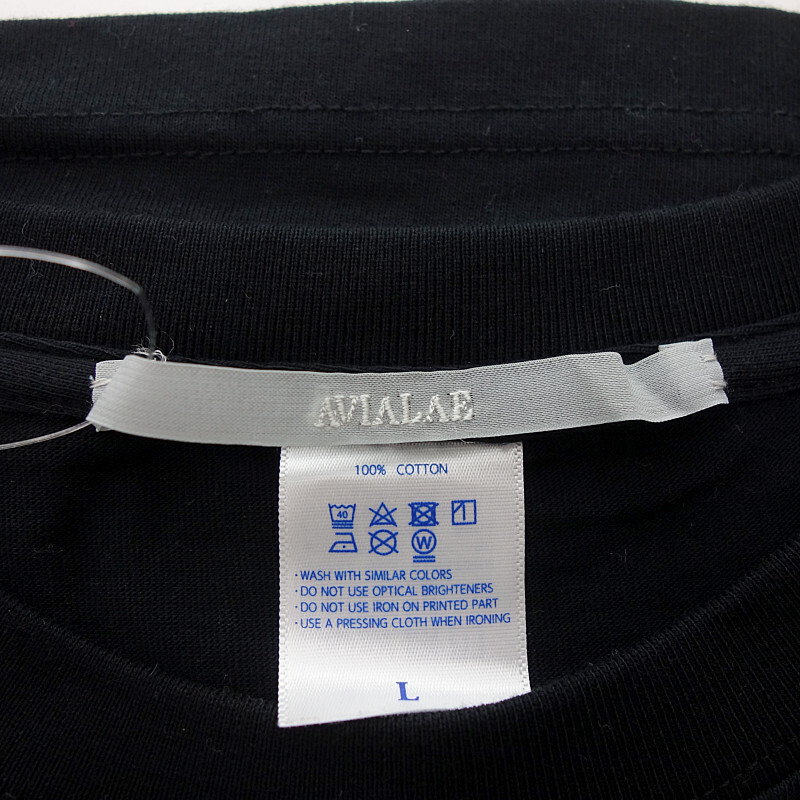 AVIALAE
100% COTTON
40
W
·WASH WITH SIMILAR COLORS
·DO NOT USE OPTICAL BRIGHTENERS
·DO NOT USE IRON ON PRINTED PART
·USE A PRESSING CLOTH WHEN IRONING
L